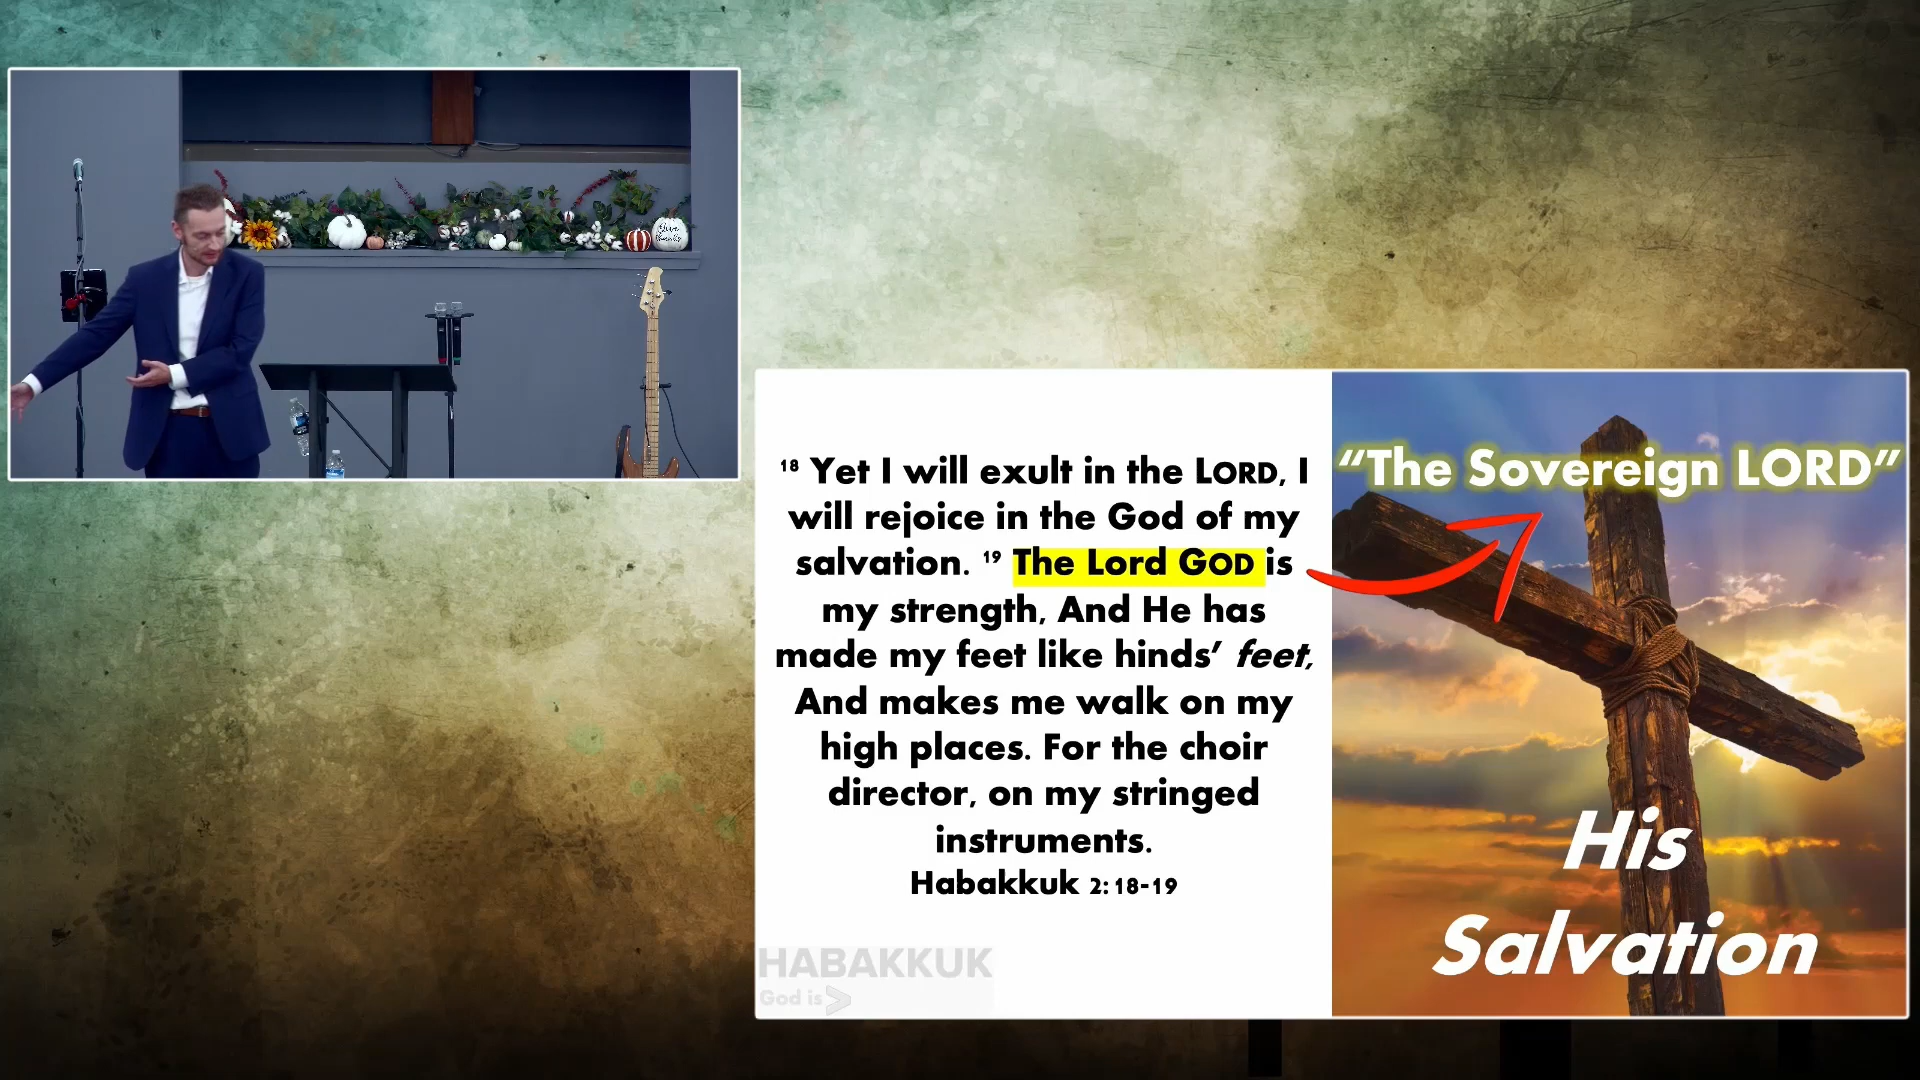 Give
thanks
18 Yet I will exult in the LORD, I
will rejoice in the God of my
salvation. 19 The Lord GOD is
my strength, And He has
made my feet like hinds’ feet,
And makes me walk on my
high places. For the choir
director, on my stringed
instruments.
Habakkuk 2:18-19
HABAKKUK
God is >
“The Sovereign LORD”
His
Salvation